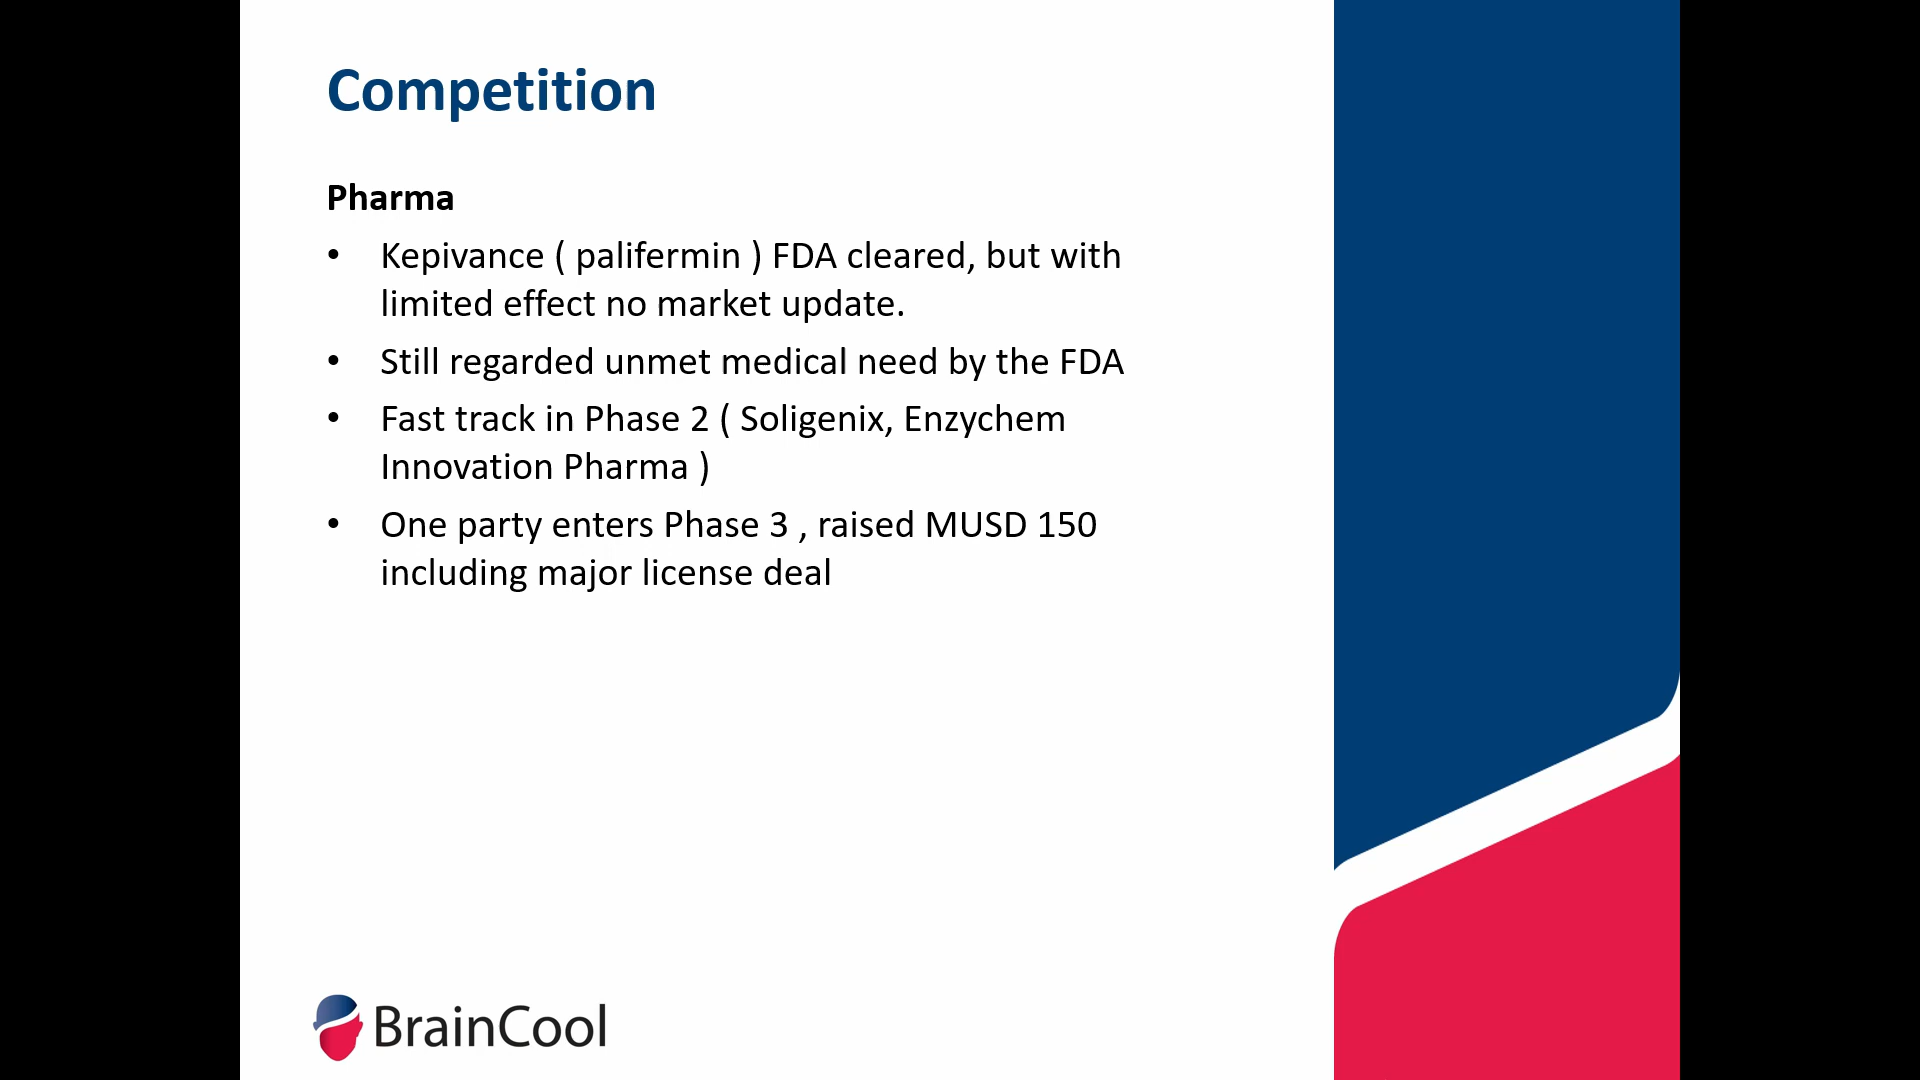 Competition
Pharma
• Kepivance ( palifermin ) FDA cleared, but with
limited effect no market update.
• Still regarded unmet medical need by the FDA
• Fast track in Phase 2 ( Soligenix, Enzychem
Innovation Pharma )
• One party enters Phase 3 , raised MUSD 150
including major license deal
BrainCool